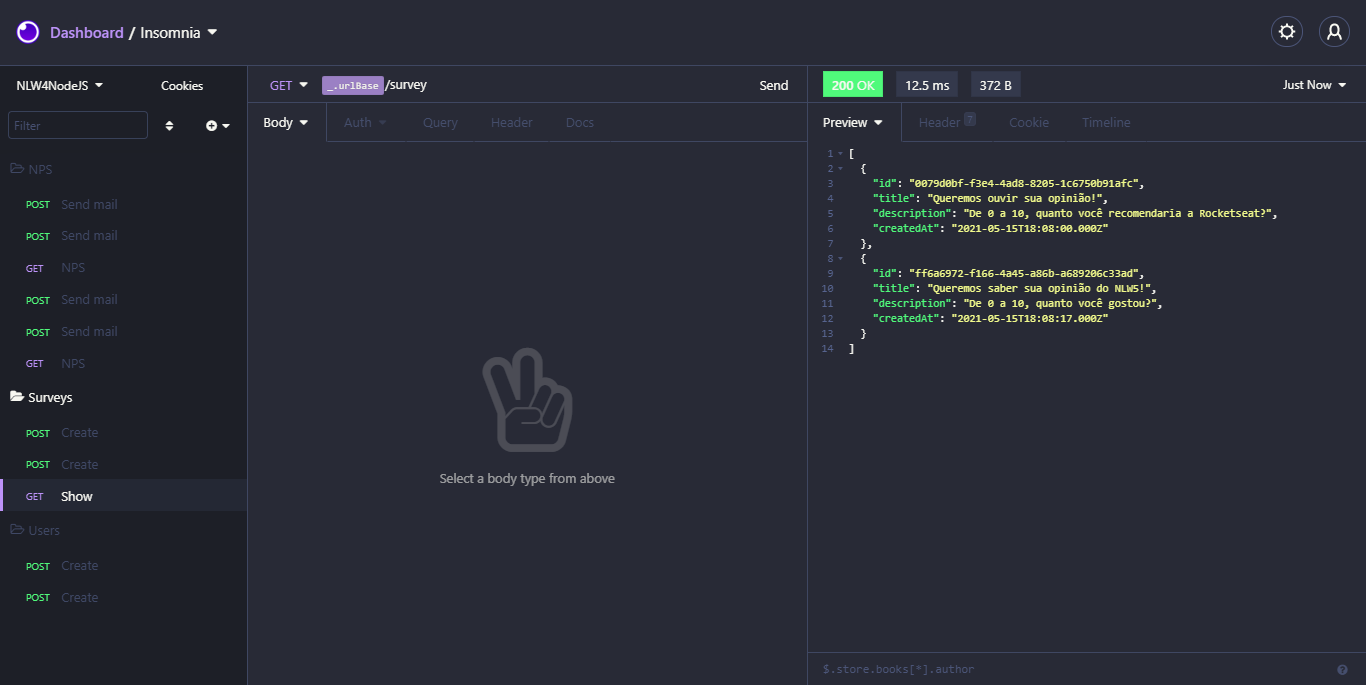 Dashboard / Insomnia
NLW4NodeJS
Cookies
Filter
NPS
POST Send mail
POST Send mail
GET NPS
POST Send mail
POST Send mail
GET NPS
Surveys
POST Create
POST Create
GET Show
Users
POST Create
POST Create
GET _.urlBase/survey Send
Body Auth Query Header Docs
Select a body type from above
200 OK 12.5 ms 372 B Just Now
Preview Header 7 Cookie Timeline
1 [
2 {
3 "id": "0079d0bf-f3e4-4ad8-8205-1c6750b91afc",
4 "title": "Queremos ouvir sua opinião!",
5 "description": "De 0 a 10, quanto você recomendaria a Rocketseat?",
6 "createdAt": "2021-05-15T18:08:00.000Z"
7 },
8 {
9 "id": "ff6a6972-f166-4a45-a86b-a689206c33ad",
10 "title": "Queremos saber sua opinião do NLW5!",
11 "description": "De 0 a 10, quanto você gostou?",
12 "createdAt": "2021-05-15T18:08:17.000Z"
13 }
14 ]
$.store.books[*].author